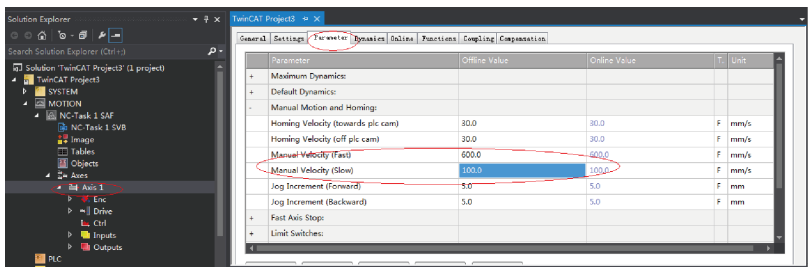 Solution Explorer
Search Solution Explorer (Ctrl+;)
Solution 'TwinCAT Project3' (1 project)
TwinCAT Project3
SYSTEM
MOTION
NC-Task 1 SAF
NC-Task 1 SVB
Image
Tables
Objects
Axes
Axis 1
Enc
Drive
Ctrl
Inputs
Outputs
PLC
TwinCAT Project3
General Settings Parameter Dynamics Online Functions Coupling Compensation
Parameter Offline Value Online Value T. Unit
+ Maximum Dynamics:
+ Default Dynamics:
- Manual Motion and Homing:
Homing Velocity (towards plc cam) 30.0 30.0 F mm/s
Homing Velocity (off plc cam) 30.0 30.0 F mm/s
Manual Velocity (Fast) 600.0 600.0 F mm/s
Manual Velocity (Slow) 100.0 100.0 F mm/s
Jog Increment (Forward) 5.0 5.0 F mm
Jog Increment (Backward) 5.0 5.0 F mm
+ Fast Axis Stop:
+ Limit Switches: